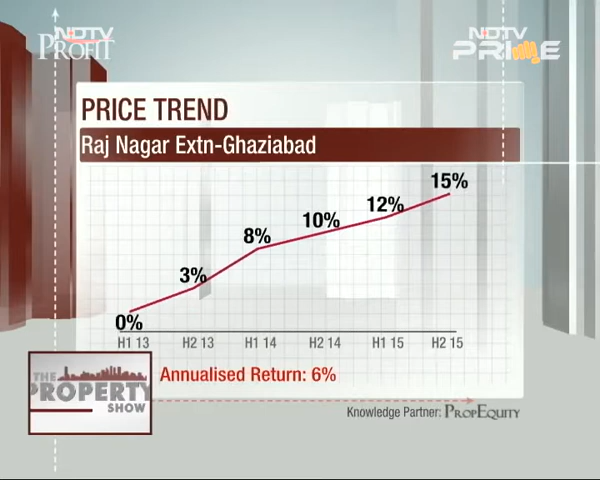 NDTV
PROFIT
NDTV
PRIME
PRICE TREND
Raj Nagar Extn-Ghaziabad
15%
12%
10%
8%
3%
0%
H1 13 H2 13 H1 14 H2 14 H1 15 H2 15
Annualised Return: 6%
THE
PROPERTY
SHOW
Knowledge Partner: PROPEQUITY